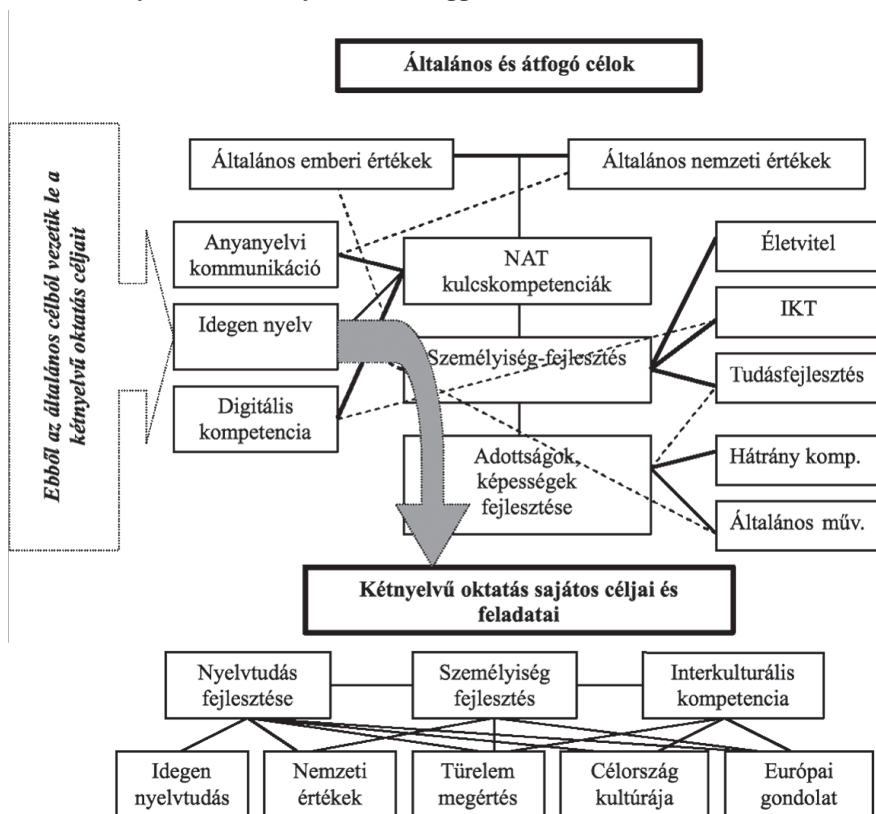 Általános és átfogó célok
Ebből az általános célból vezetik le a
kétnyelvű oktatás céljait
Általános emberi értékek
Általános nemzeti értékek
Anyanyelvi
kommunikáció
NAT
kulcskompetenciák
Életvitel
Idegen nyelv
IKT
Személyiség-fejlesztés
Tudásfejlesztés
Digitális
kompetencia
Adottságok,
képességek
fejlesztése
Hátrány komp.
Általános műv.
Kétnyelvű oktatás sajátos céljai és
feladatai
Nyelvtudás
fejlesztése
Személyiség
fejlesztés
Interkulturális
kompetencia
Idegen
nyelvtudás
Nemzeti
értékek
Türelem
megértés
Célország
kultúrája
Európai
gondolat